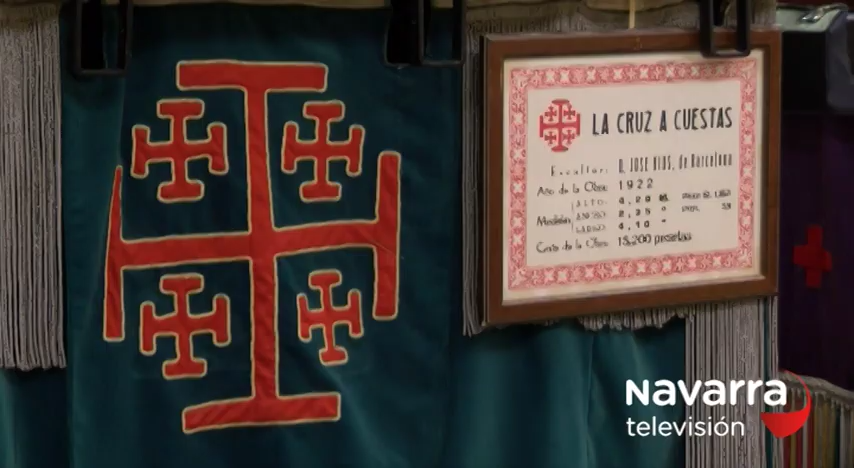 LA CRUZ A CUESTAS
Escultor: D. JOSE RIUS, de Barcelona
Año de la Obra: 1922
ALTO. 4,20 M.
Medidas ANCHO 2,35 "
LARGO. 4,10 "
Coste de la Obra: 15,200 pesetas
Navarra
televisión